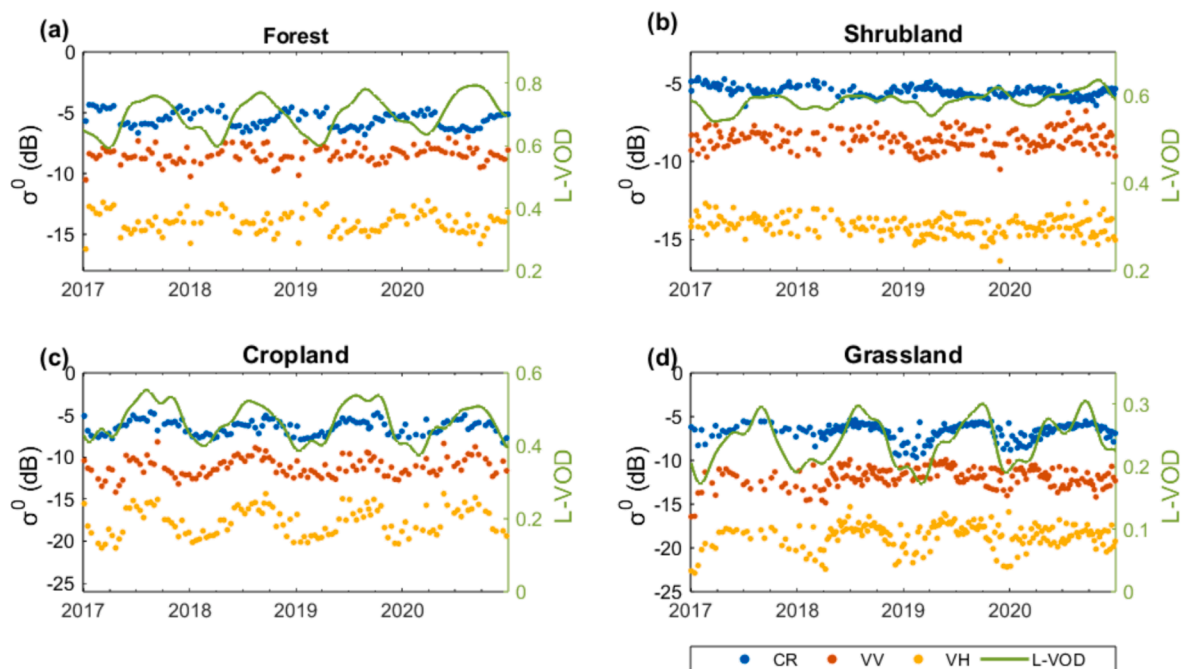 (a)
Forest
σ⁰ (dB)
0
-5
-10
-15
0.8
0.6
0.4
0.2
L-VOD
2017 2018 2019 2020
(b)
Shrubland
σ⁰ (dB)
-5
-10
-15
0.6
0.4
0.2
L-VOD
2017 2018 2019 2020
(c)
Cropland
σ⁰ (dB)
0
-5
-10
-15
-20
-25
0.6
0.4
0.2
0
L-VOD
2017 2018 2019 2020
(d)
Grassland
σ⁰ (dB)
0
-5
-10
-15
-20
-25
0.3
0.2
0.1
0
L-VOD
2017 2018 2019 2020
CR VV VH L-VOD